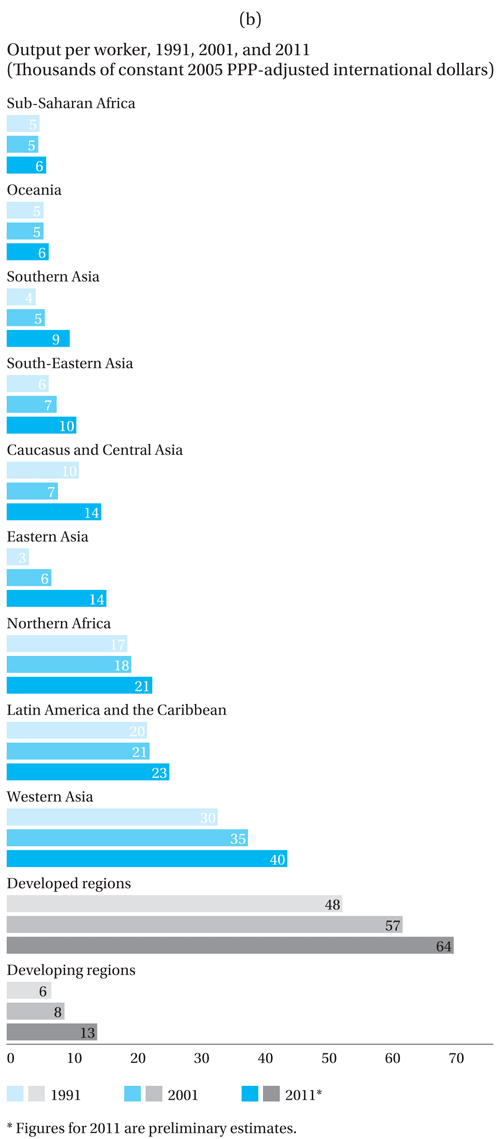 (b)
Output per worker, 1991, 2001, and 2011
(Thousands of constant 2005 PPP-adjusted international dollars)
Sub-Saharan Africa
5
5
6
Oceania
5
5
6
Southern Asia
4
5
9
South-Eastern Asia
6
7
10
Caucasus and Central Asia
10
7
14
Eastern Asia
3
6
14
Northern Africa
17
18
21
Latin America and the Caribbean
20
21
23
Western Asia
30
35
40
Developed regions
48
57
64
Developing regions
6
8
13
0 10 20 30 40 50 60 70
1991 2001 2011*
* Figures for 2011 are preliminary estimates.